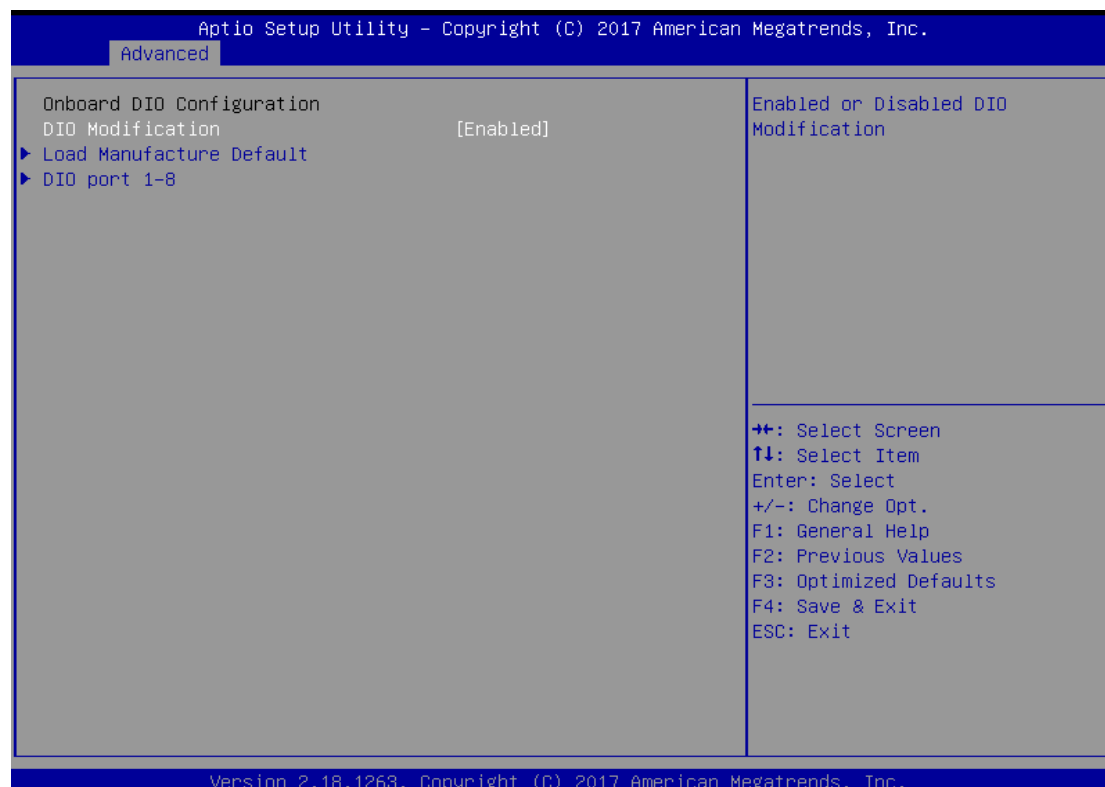 Aptio Setup Utility – Copyright (C) 2017 American Megatrends, Inc.
Advanced
Onboard DIO Configuration
DIO Modification [Enabled]
Load Manufacture Default
DIO port 1-8
Enabled or Disabled DIO
Modification
→←: Select Screen
↑↓: Select Item
Enter: Select
+/-: Change Opt.
F1: General Help
F2: Previous Values
F3: Optimized Defaults
F4: Save & Exit
ESC: Exit
Version 2.18.1263. Copyright (C) 2017 American Megatrends, Inc.